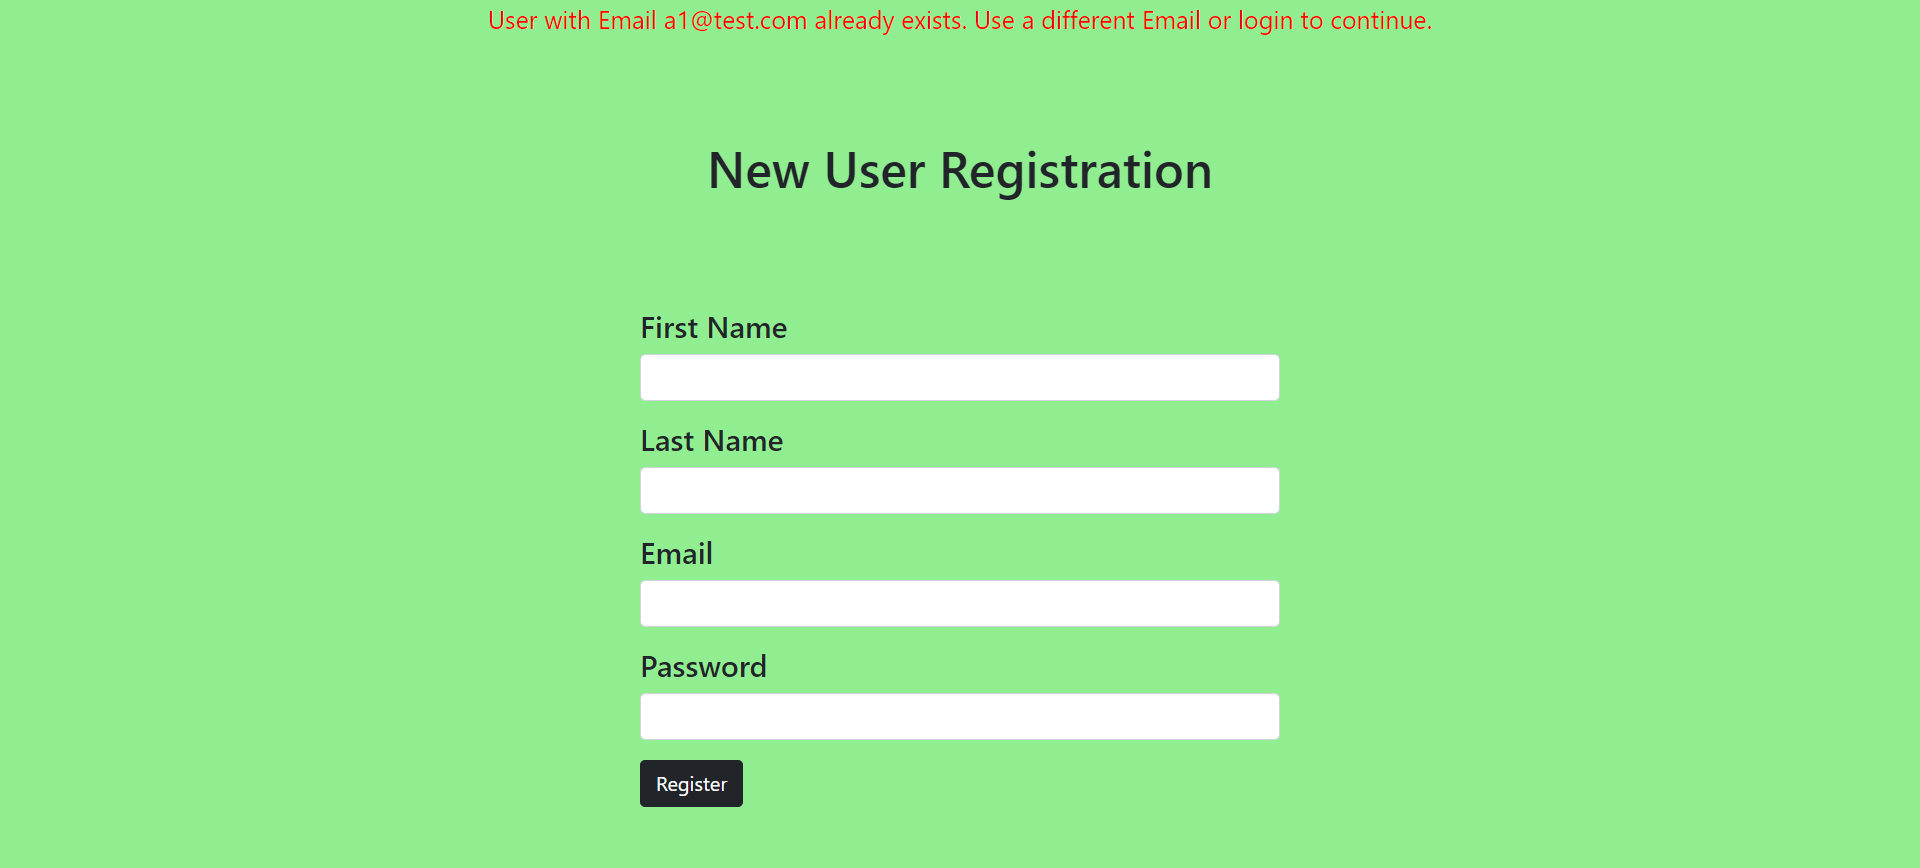 User with Email a1@test.com already exists. Use a different Email or login to continue.
New User Registration
First Name
Last Name
Email
Password
Register